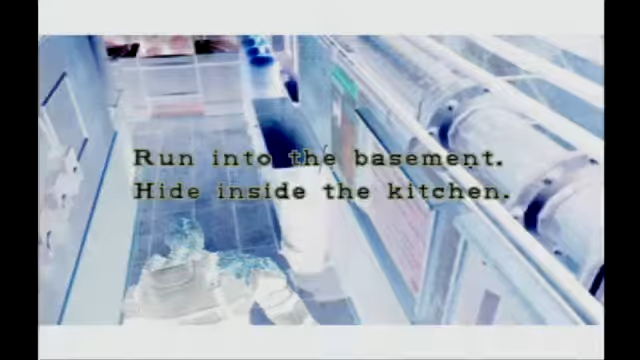 Run into the basement.
Hide inside the kitchen.